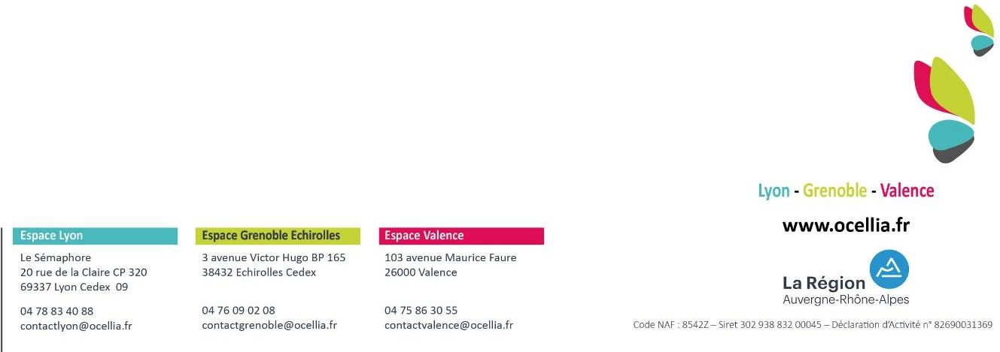 Lyon - Grenoble - Valence
www.ocellia.fr
Espace Lyon
Le Sémaphore
20 rue de la Claire CP 320
69337 Lyon Cedex 09
04 78 83 40 88
contactlyon@ocellia.fr
Espace Grenoble Echirolles
3 avenue Victor Hugo BP 165
38432 Echirolles Cedex
04 76 09 02 08
contactgrenoble@ocellia.fr
Espace Valence
103 avenue Maurice Faure
26000 Valence
04 75 86 30 55
contactvalence@ocellia.fr
La Région
Auvergne-Rhône-Alpes
Code NAF : 8542Z – Siret 302 938 832 00045 – Déclaration d'Activité n° 82690031369